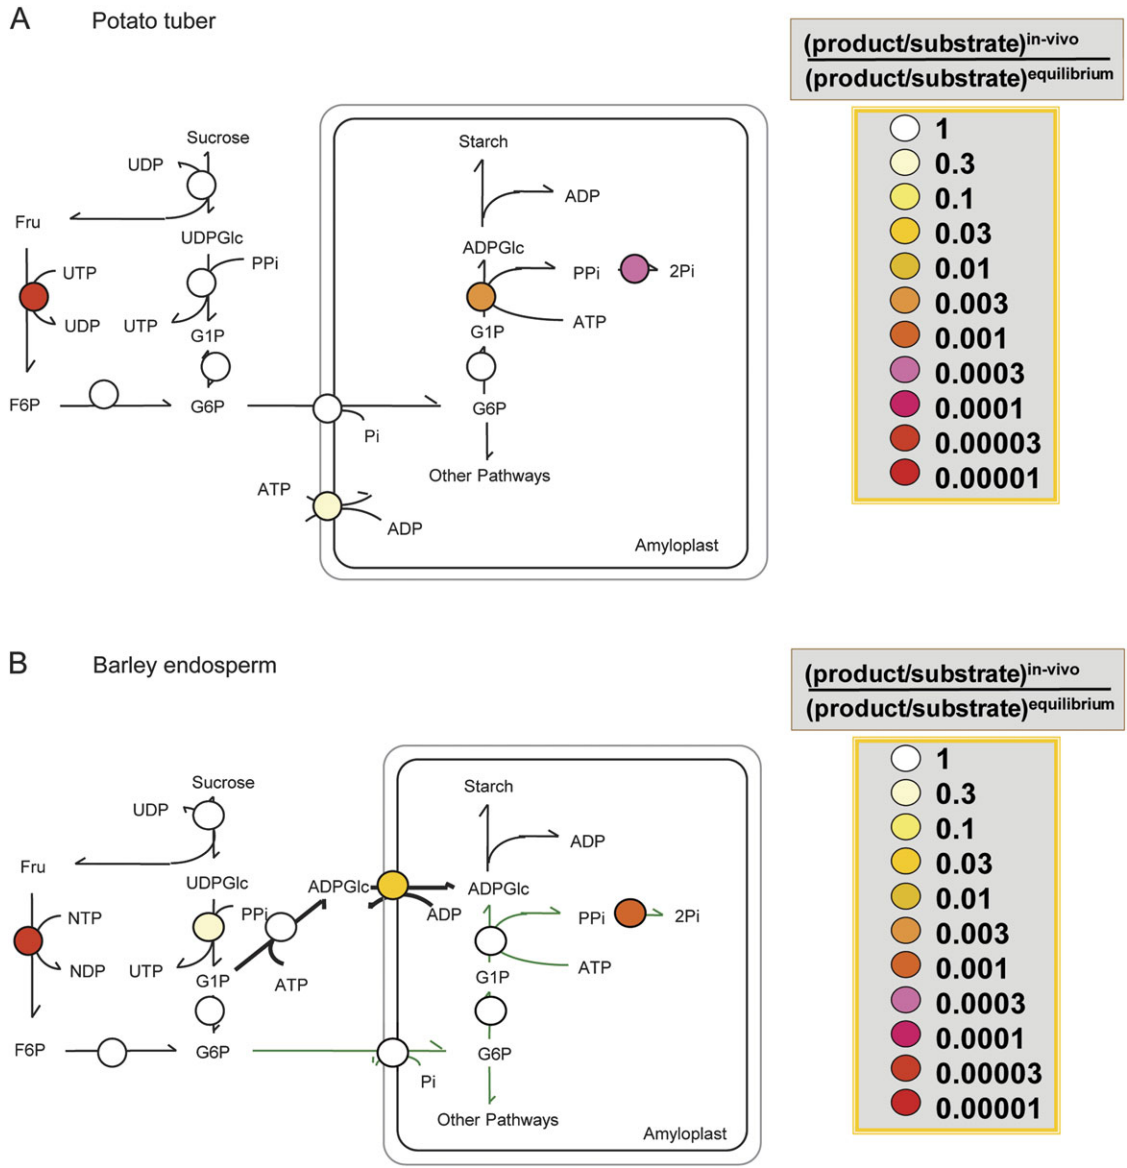 A
Potato tuber
(product/substrate)in-vivo
(product/substrate)equilibrium
1
0.3
0.1
0.03
0.01
0.003
0.001
0.0003
0.0001
0.00003
0.00001
Sucrose
UDP
Fru
UDPGlc
UTP
PPi
UDP
UTP
G1P
F6P
G6P
Starch
ADP
ADPGlc
PPi
2Pi
ATP
G1P
G6P
Pi
Other Pathways
ATP
ADP
Amyloplast
B
Barley endosperm
(product/substrate)in-vivo
(product/substrate)equilibrium
1
0.3
0.1
0.03
0.01
0.003
0.001
0.0003
0.0001
0.00003
0.00001
Sucrose
UDP
Fru
UDPGlc
NTP
PPi
NDP
UTP
G1P
ATP
ADPGlc
F6P
G6P
Starch
ADP
ADPGlc
ADP
PPi
2Pi
ATP
G1P
G6P
Pi
Other Pathways
Amyloplast